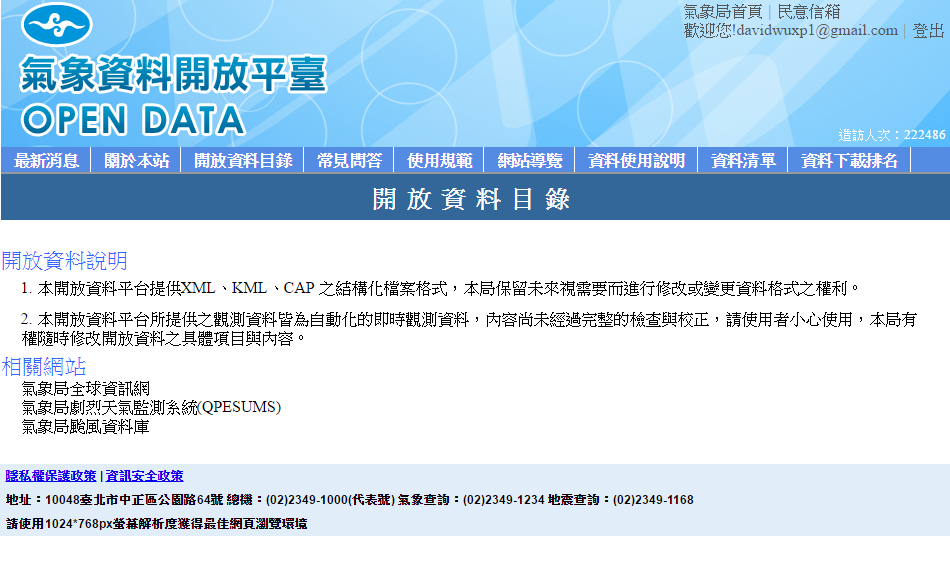 氣象局首頁 | 民意信箱
歡迎您!davidwuxp1@gmail.com | 登出
氣象資料開放平臺
OPEN DATA
造訪人次：222486
最新消息 關於本站 開放資料目錄 常見問答 使用規範 網站導覽 資料使用說明 資料清單 資料下載排名
開放資料目錄
開放資料說明
1. 本開放資料平台提供XML、KML、CAP 之結構化檔案格式，本局保留未來視需要而進行修改或變更資料格式之權利。
2. 本開放資料平台所提供之觀測資料皆為自動化的即時觀測資料，內容尚未經過完整的檢查與校正，請使用者小心使用，本局有
權隨時修改開放資料之具體項目與內容。
相關網站
氣象局全球資訊網
氣象局劇烈天氣監測系統(QPESUMS)
氣象局颱風資料庫
隱私權保護政策 | 資訊安全政策
地址：10048臺北市中正區公園路64號 總機：(02)2349-1000(代表號) 氣象查詢：(02)2349-1234 地震查詢：(02)2349-1168
請使用1024*768px螢幕解析度獲得最佳網頁瀏覽環境